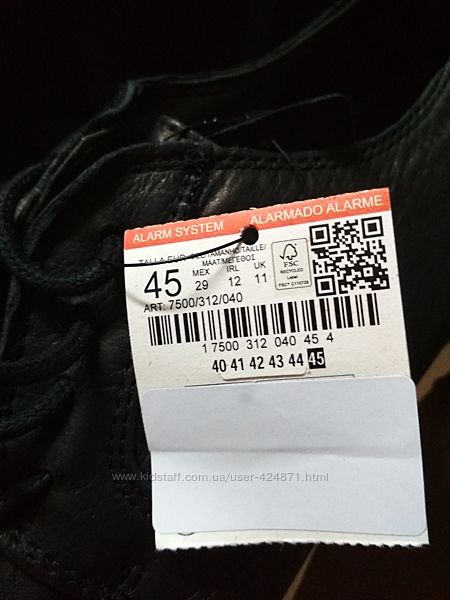 ALARM SYSTEM ALARMADO ALARME
TALLA EUR
MAAT/ΜΕΓΕΘΟΣ
45
MEX IRL UK
29 12 11
FSC
RECYCLED
Label
ART: 7500/312/040
1 7500 312 040 45 4
40 41 42 43 44 45
www.kidstaff.com.ua/user-424871.html